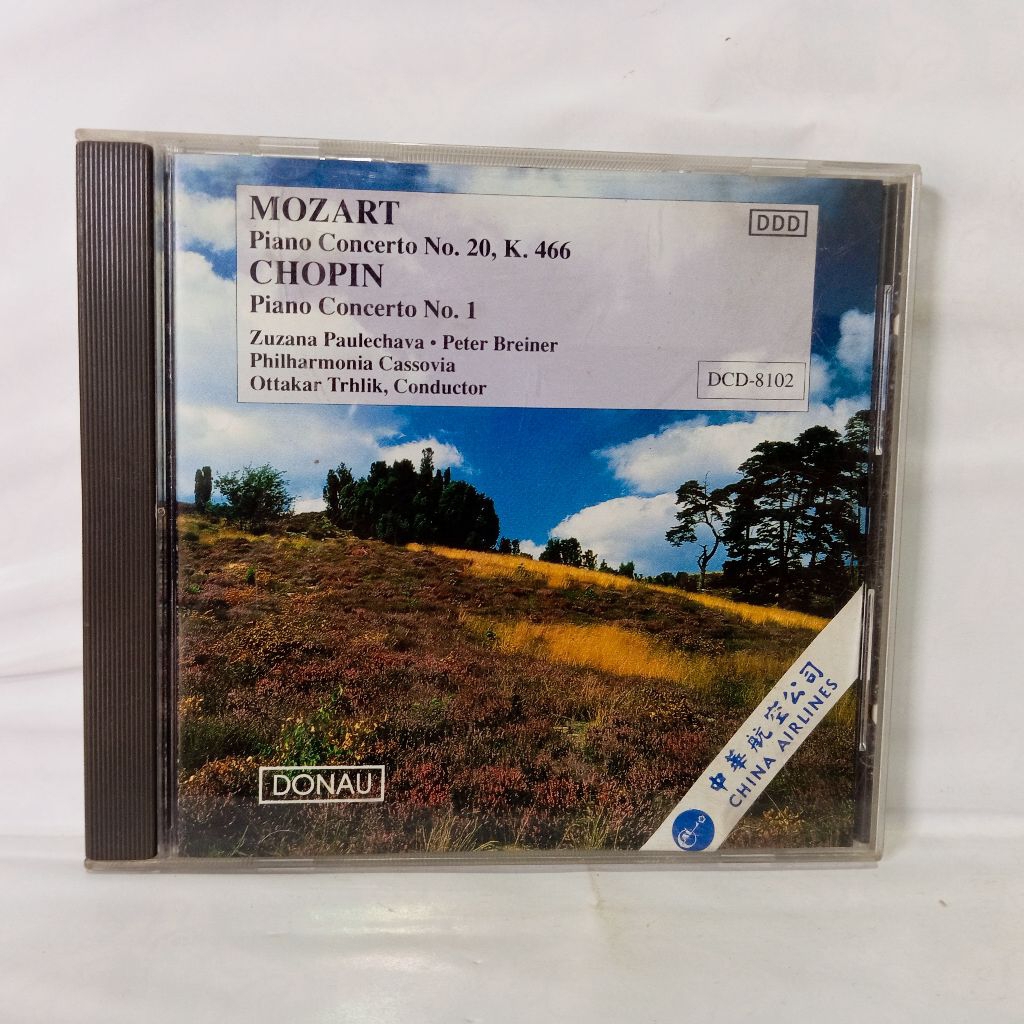 MOZART
DDD
Piano Concerto No. 20, K. 466
CHOPIN
Piano Concerto No. 1
Zuzana Paulechava • Peter Breiner
Philharmonia Cassovia
Ottakar Trhlik, Conductor
DCD-8102
中華航空公司
CHINA AIRLINES
DONAU